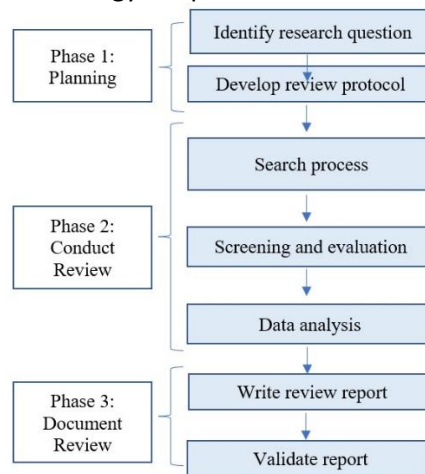 Identify research question
Phase 1:
Planning
Develop review protocol
Search process
Phase 2:
Conduct
Review
Screening and evaluation
Data analysis
Phase 3:
Document
Review
Write review report
Validate report